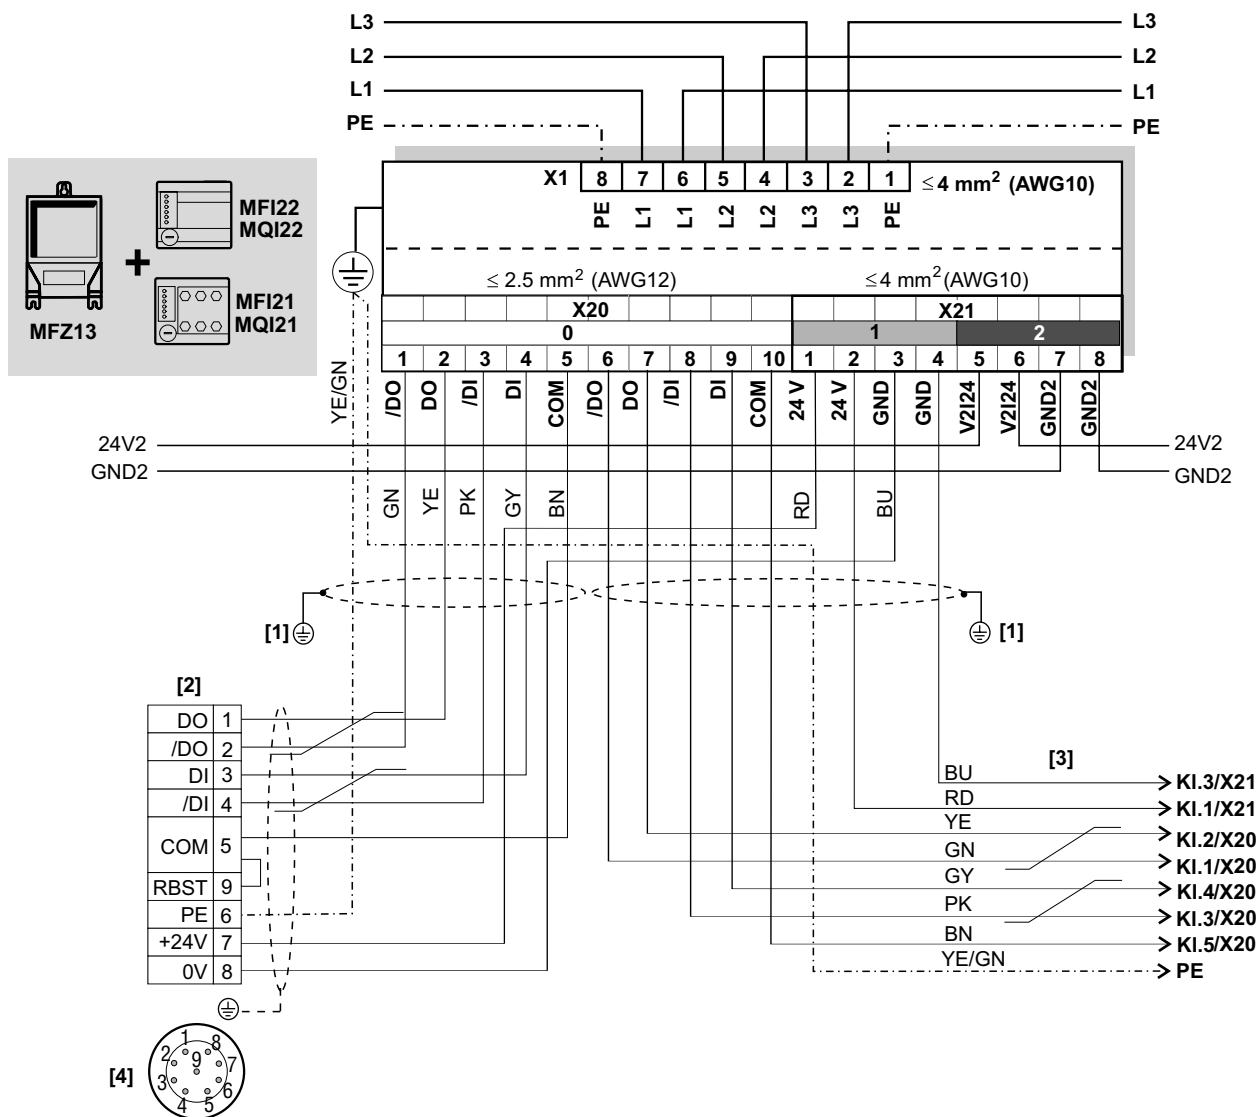 L3 L3
L2 L2
L1 L1
PE PE
X1 8 7 6 5 4 3 2 1 ≤ 4 mm² (AWG10)
PE L1 L1 L2 L2 L3 L3 PE
MFI22
MQI22
+
MFI21
MQI21
MFZ13
≤ 2.5 mm² (AWG12) ≤4 mm² (AWG10)
X20 X21
0 1 2
1 2 3 4 5 6 7 8 9 10 1 2 3 4 5 6 7 8
/DO DO /DI DI COM /DO DO /DI DI COM 24 V 24 V GND GND V2I24 V2I24 GND2 GND2
YE/GN
24V2 24V2
GND2 GND2
GN YE PK GY BN RD BU
[1] [1]
[2]
DO 1
/DO 2
DI 3
/DI 4
COM 5
RBST 9
PE 6
+24V 7
0V 8
[3]
BU KI.3/X21
RD KI.1/X21
YE KI.2/X20
GN KI.1/X20
GY KI.4/X20
PK KI.3/X20
BN KI.5/X20
YE/GN PE
[4]
1 8
2 9 7
3 6
4 5